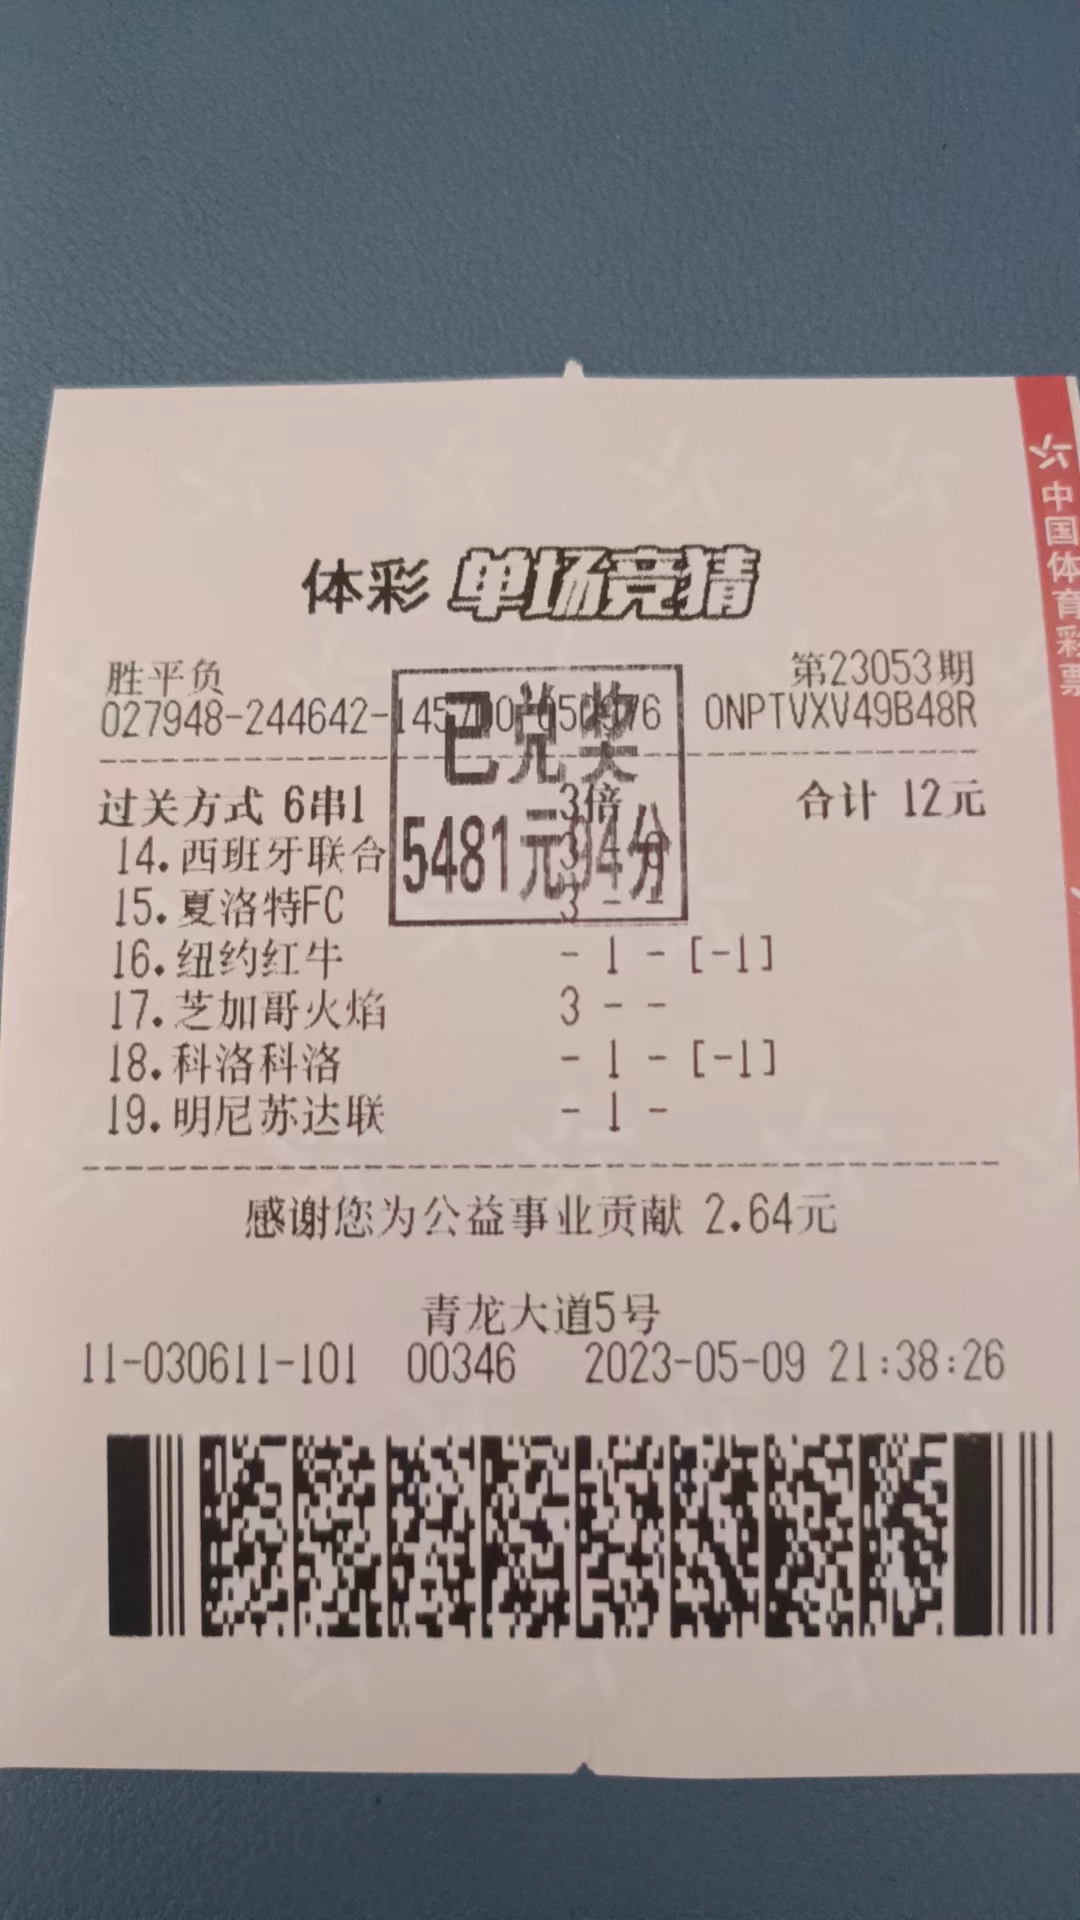 体彩 单场竞猜
中国体育彩票
胜平负 第23053期
027948-244642- 0NPTVXV49B48R
已兑奖
5481元94分
过关方式 6串1 3倍 合计 12元
14.西班牙联合 3
15.夏洛特FC 3 - -
16.纽约红牛 - 1 - [-1]
17.芝加哥火焰 3 - -
18.科洛科洛 - 1 - [-1]
19.明尼苏达联 - 1 -
感谢您为公益事业贡献 2.64元
青龙大道5号
11-030611-101 00346 2023-05-09 21:38:26